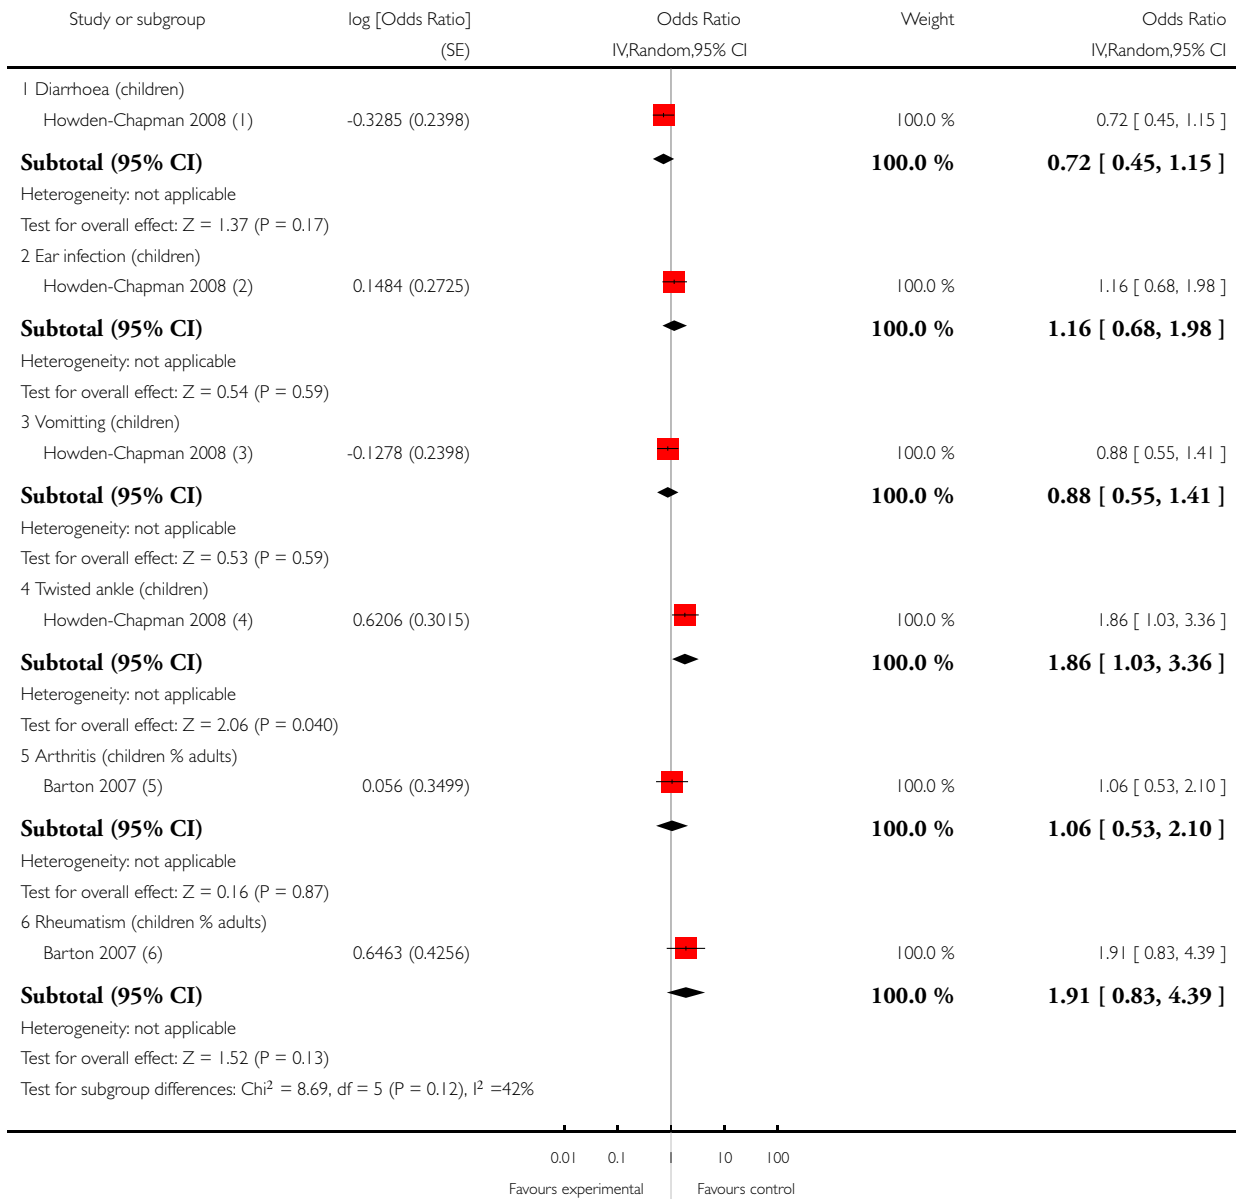 Study or subgroup log [Odds Ratio] Odds Ratio Weight Odds Ratio
(SE) IV,Random,95% CI IV,Random,95% CI
1 Diarrhoea (children)
Howden-Chapman 2008 (1) -0.3285 (0.2398) 100.0 % 0.72 [ 0.45, 1.15 ]
Subtotal (95% CI) 100.0 % 0.72 [ 0.45, 1.15 ]
Heterogeneity: not applicable
Test for overall effect: Z = 1.37 (P = 0.17)
2 Ear infection (children)
Howden-Chapman 2008 (2) 0.1484 (0.2725) 100.0 % 1.16 [ 0.68, 1.98 ]
Subtotal (95% CI) 100.0 % 1.16 [ 0.68, 1.98 ]
Heterogeneity: not applicable
Test for overall effect: Z = 0.54 (P = 0.59)
3 Vomitting (children)
Howden-Chapman 2008 (3) -0.1278 (0.2398) 100.0 % 0.88 [ 0.55, 1.41 ]
Subtotal (95% CI) 100.0 % 0.88 [ 0.55, 1.41 ]
Heterogeneity: not applicable
Test for overall effect: Z = 0.53 (P = 0.59)
4 Twisted ankle (children)
Howden-Chapman 2008 (4) 0.6206 (0.3015) 100.0 % 1.86 [ 1.03, 3.36 ]
Subtotal (95% CI) 100.0 % 1.86 [ 1.03, 3.36 ]
Heterogeneity: not applicable
Test for overall effect: Z = 2.06 (P = 0.040)
5 Arthritis (children % adults)
Barton 2007 (5) 0.056 (0.3499) 100.0 % 1.06 [ 0.53, 2.10 ]
Subtotal (95% CI) 100.0 % 1.06 [ 0.53, 2.10 ]
Heterogeneity: not applicable
Test for overall effect: Z = 0.16 (P = 0.87)
6 Rheumatism (children % adults)
Barton 2007 (6) 0.6463 (0.4256) 100.0 % 1.91 [ 0.83, 4.39 ]
Subtotal (95% CI) 100.0 % 1.91 [ 0.83, 4.39 ]
Heterogeneity: not applicable
Test for overall effect: Z = 1.52 (P = 0.13)
Test for subgroup differences: Chi² = 8.69, df = 5 (P = 0.12), I² =42%
0.01 0.1 1 10 100
Favours experimental Favours control